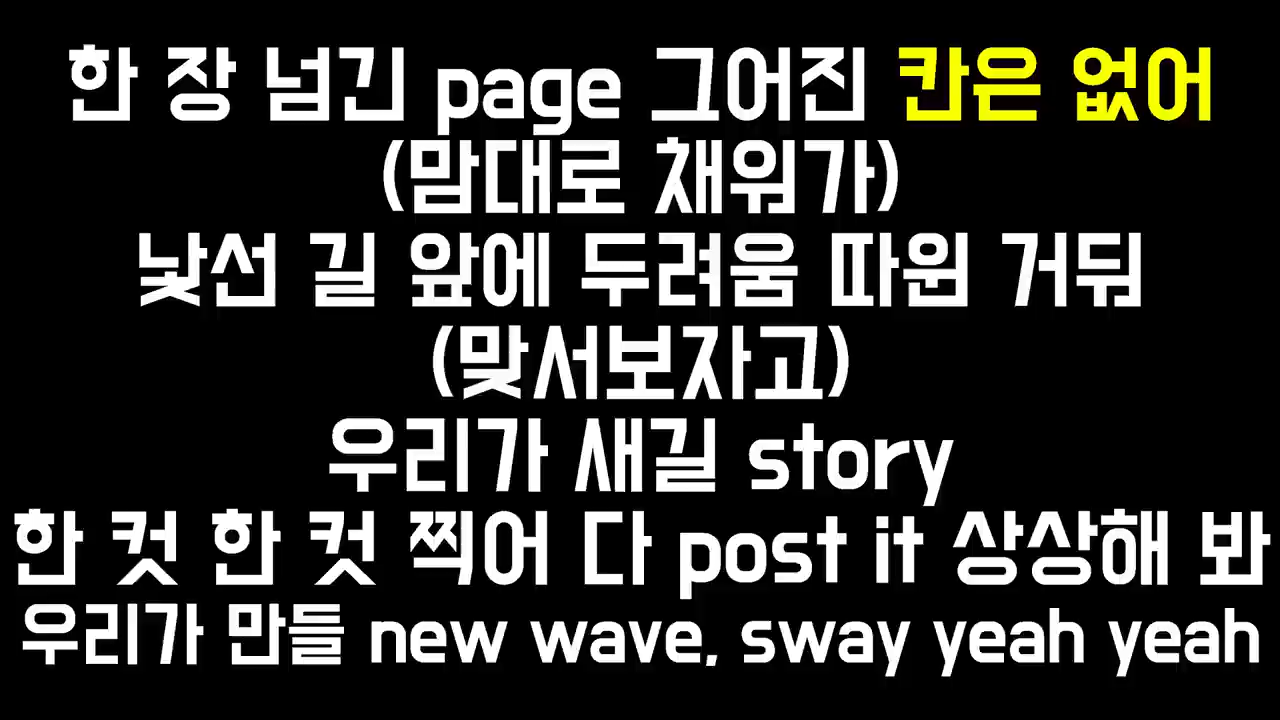 한 장 넘긴 page 그어진 칸은 없어
(맘대로 채워가)
낯선 길 앞에 두려움 따윈 거둬
(맞서보자고)
우리가 새길 story
한 컷 한 컷 찍어 다 post it 상상해 봐
우리가 만들 new wave, sway yeah yeah